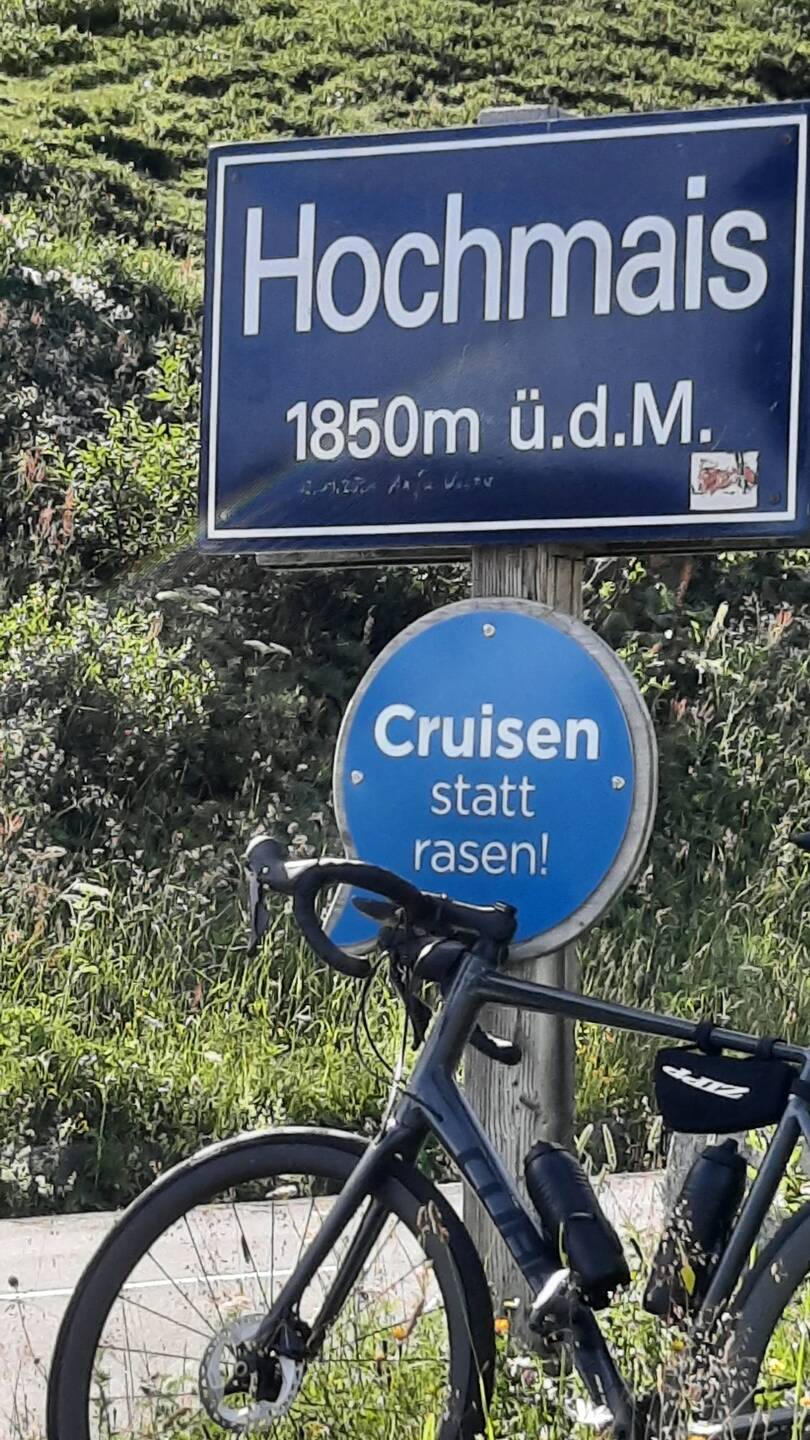 Hochmais
1850m ü.d.M.
Cruisen
statt
rasen!
ZIPP